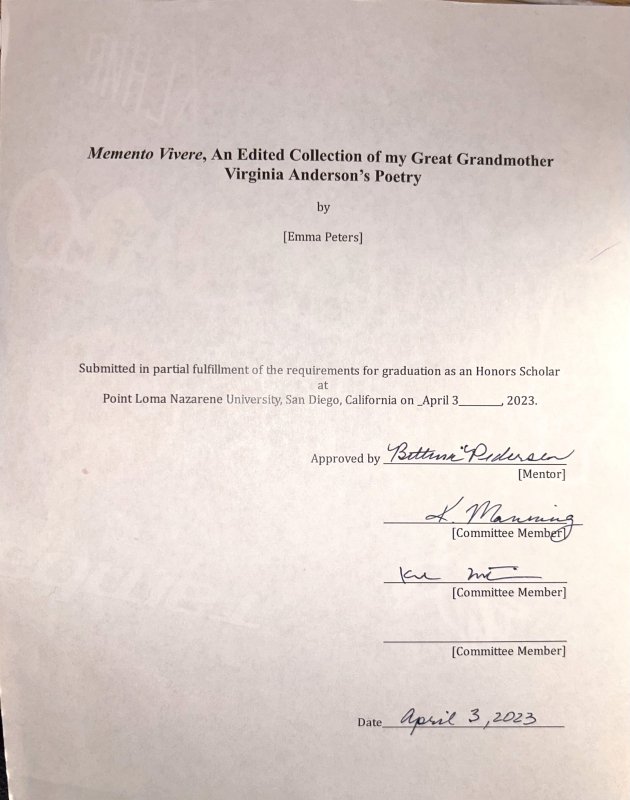 Memento Vivere, An Edited Collection of my Great Grandmother
Virginia Anderson’s Poetry
by
[Emma Peters]
Submitted in partial fulfillment of the requirements for graduation as an Honors Scholar
at
Point Loma Nazarene University, San Diego, California on _April 3_______, 2023.
Approved by Bettina Pedersen
[Mentor]
K. Manning
[Committee Member]
[Committee Member]
[Committee Member]
Date April 3, 2023